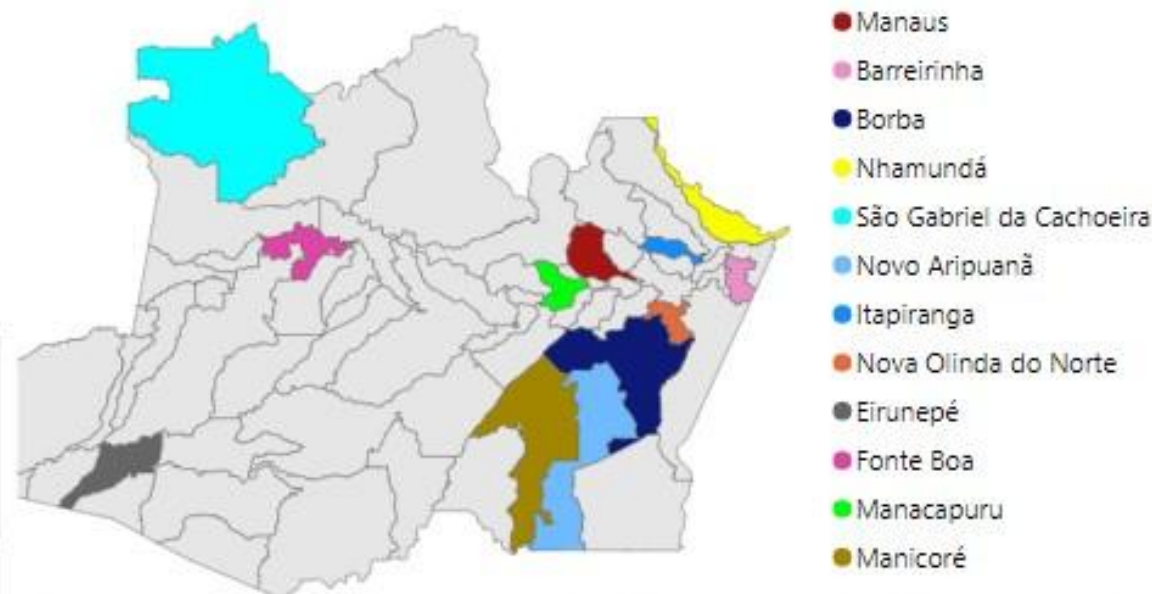 Manaus
Barreirinha
Borba
Nhamundá
São Gabriel da Cachoeira
Novo Aripuanã
Itapiranga
Nova Olinda do Norte
Eirunepé
Fonte Boa
Manacapuru
Manicoré